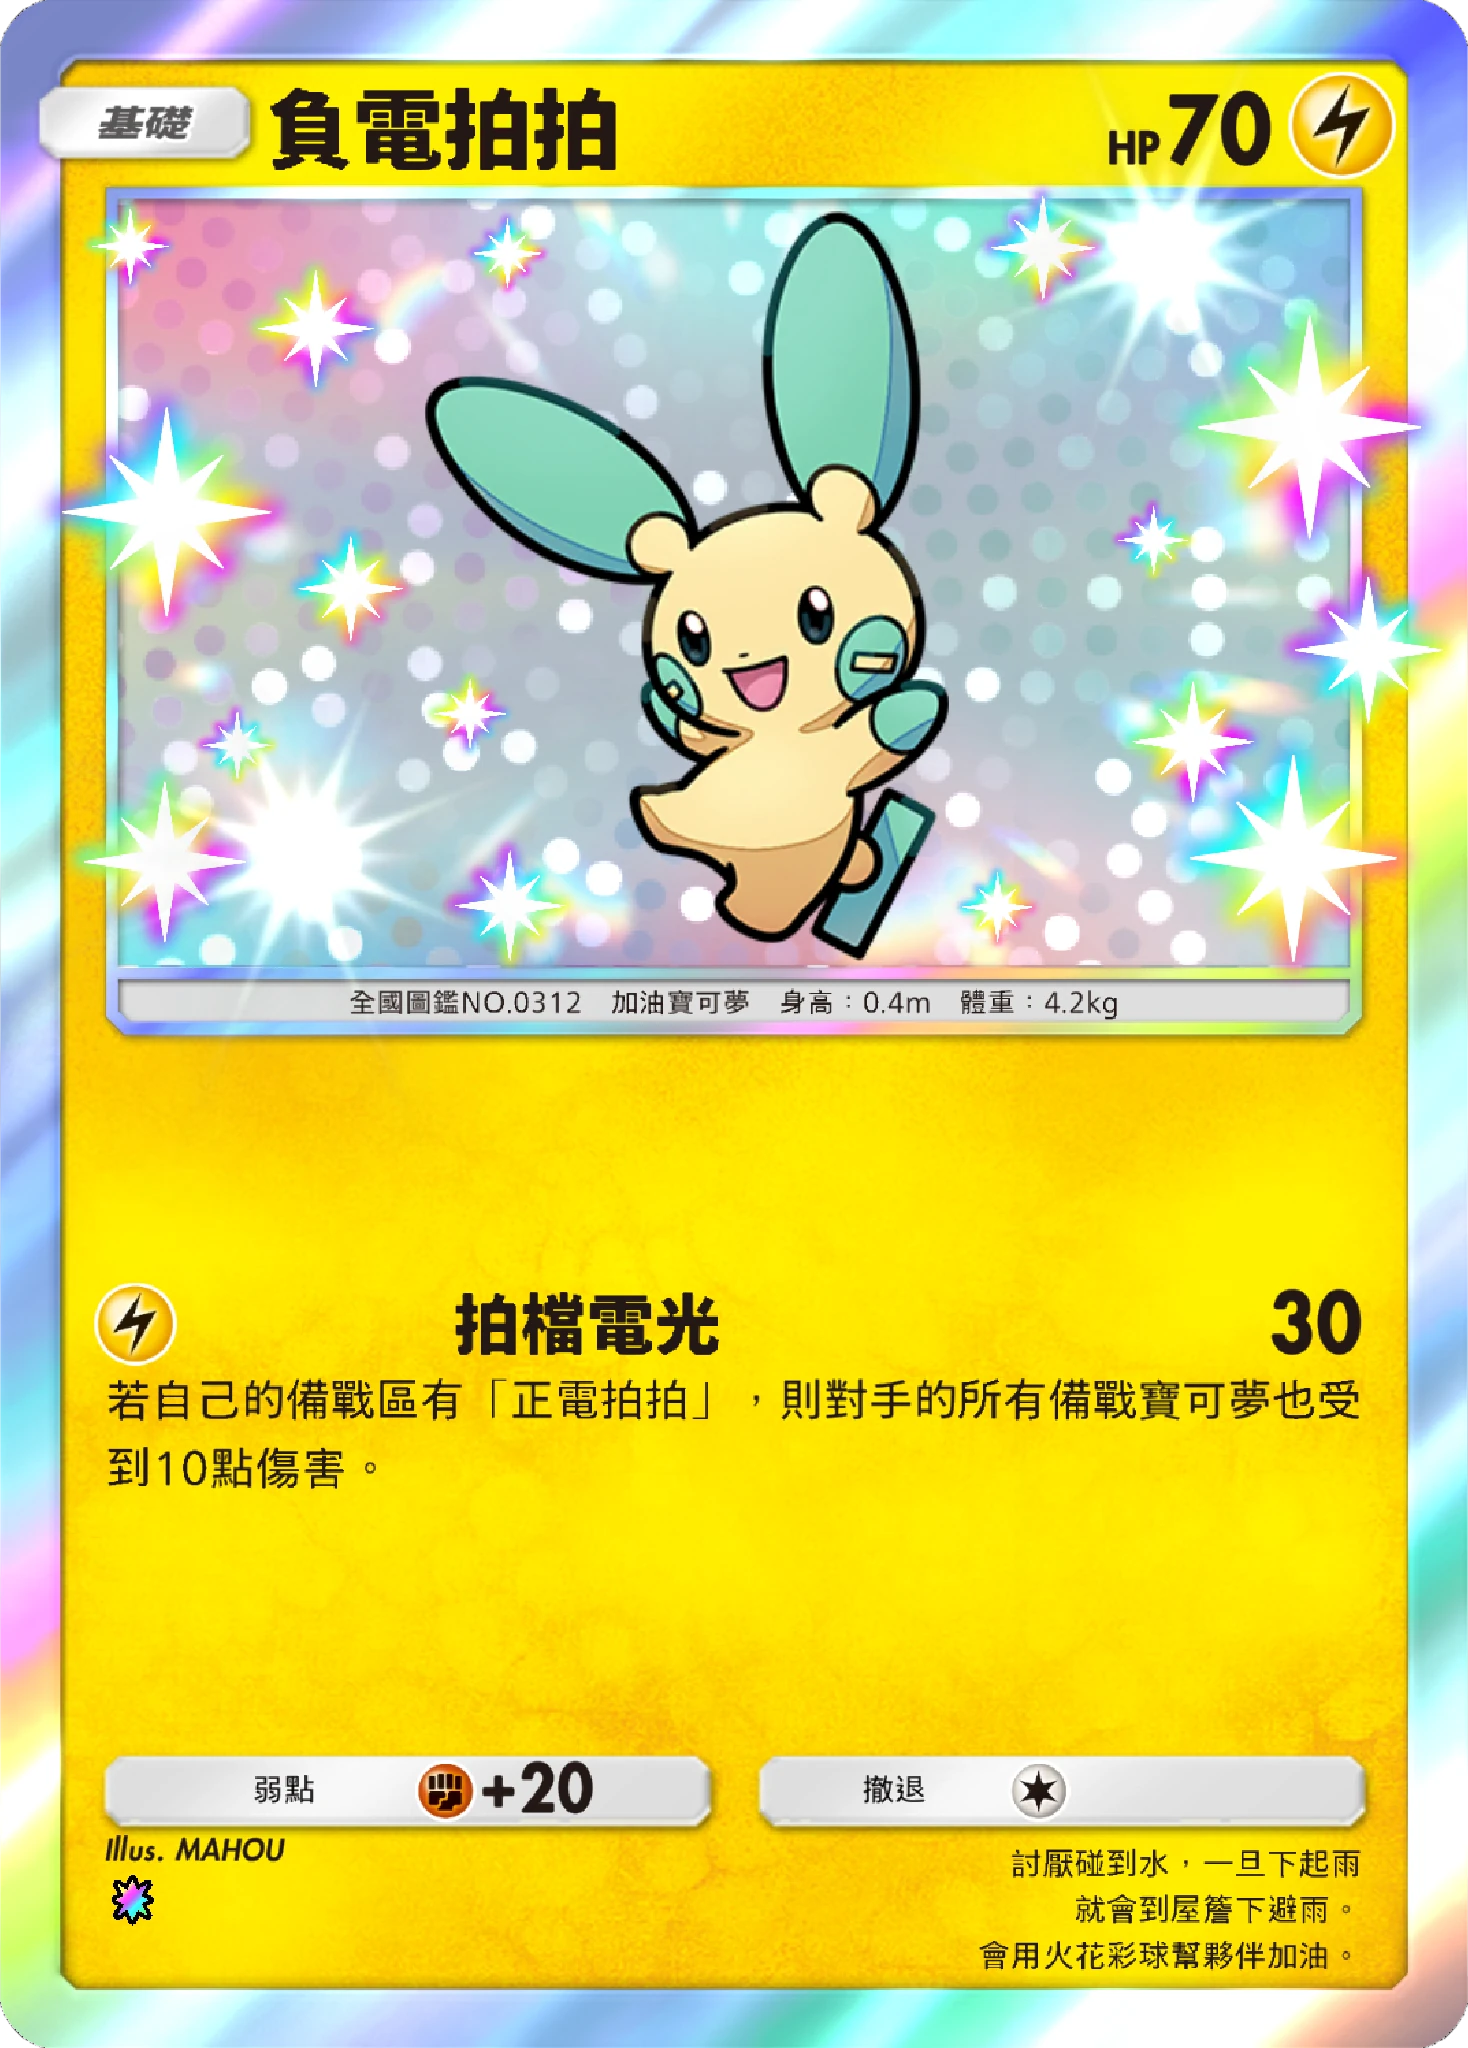 基礎
負電拍拍
HP70
全國圖鑑NO.0312 加油寶可夢 身高：0.4m 體重：4.2kg
拍檔電光 30
若自己的備戰區有「正電拍拍」，則對手的所有備戰寶可夢也受
到10點傷害。
弱點 +20
撤退
Illus. MAHOU
討厭碰到水，一旦下起雨
就會到屋簷下避雨。
會用火花彩球幫夥伴加油。